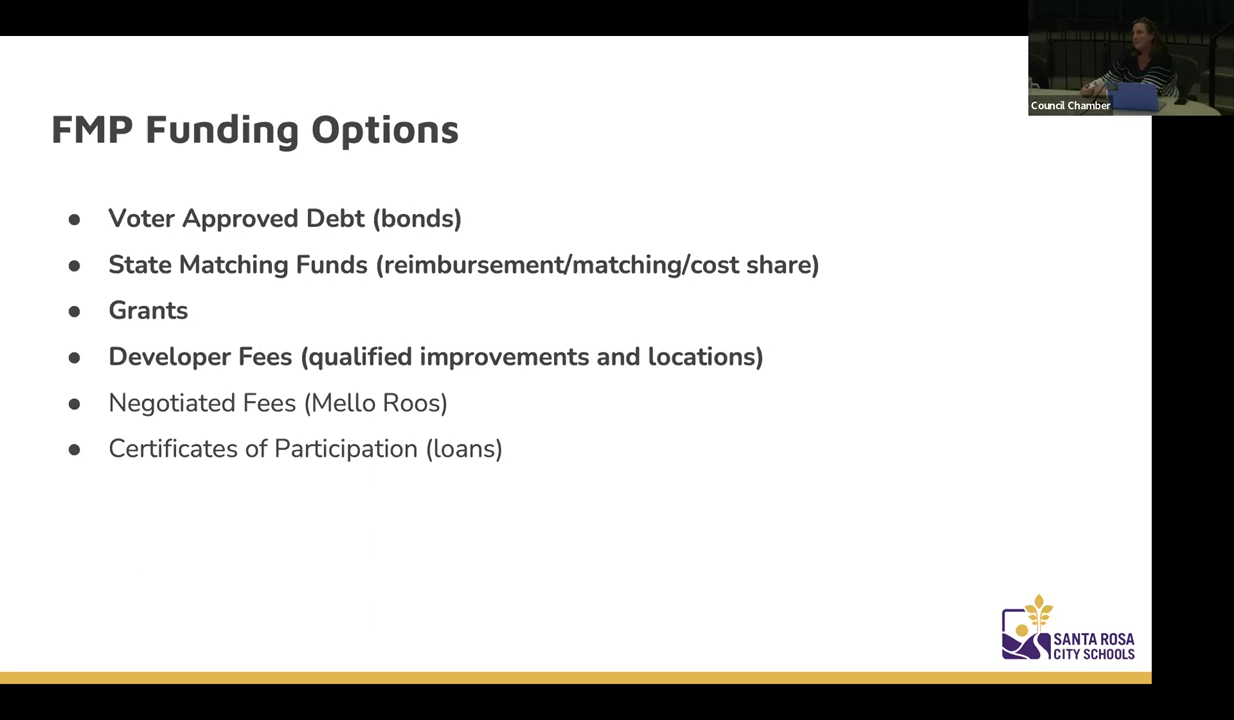 Council Chamber
FMP Funding Options
● Voter Approved Debt (bonds)
● State Matching Funds (reimbursement/matching/cost share)
● Grants
● Developer Fees (qualified improvements and locations)
● Negotiated Fees (Mello Roos)
● Certificates of Participation (loans)
SANTA ROSA
CITY SCHOOLS